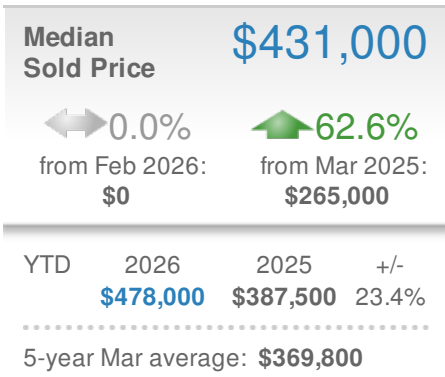 Median
Sold Price
$431,000
0.0%
from Feb 2026:
$0
62.6%
from Mar 2025:
$265,000
YTD 2026 2025 +/-
$478,000 $387,500 23.4%
5-year Mar average: $369,800